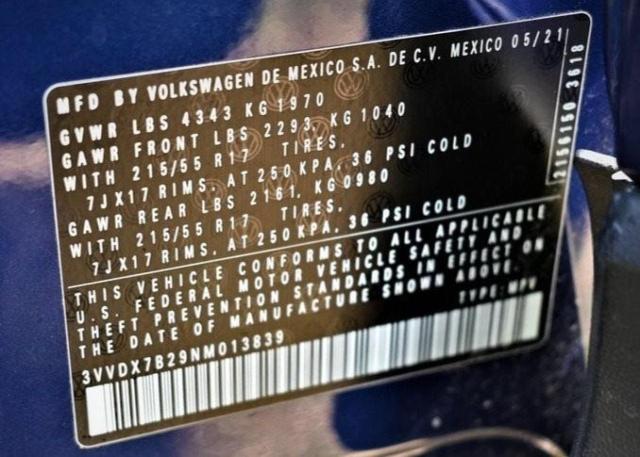 MFD BY VOLKSWAGEN DE MEXICO S.A. DE C.V. MEXICO 05/21
GVWR LBS 4343 KG 1970
GAWR FRONT LBS 2293, KG 1040
WITH 215/55 R17 TIRES,
7JX17 RIMS, AT 250 KPA, 36 PSI COLD
GAWR REAR LBS 2161, KG0980
WITH 215/55 R17 TIRES.
7JX17 RIMS, AT 250 KPA, 36 PSI COLD
THIS VEHICLE CONFORMS TO ALL APPLICABLE
U.S. FEDERAL MOTOR VEHICLE SAFETY AND
THEFT PREVENTION STANDARDS IN EFFECT ON
THE DATE OF MANUFACTURE SHOWN ABOVE.
TYPE: MPV
3VVDX7B29NM013839
2156150 3618